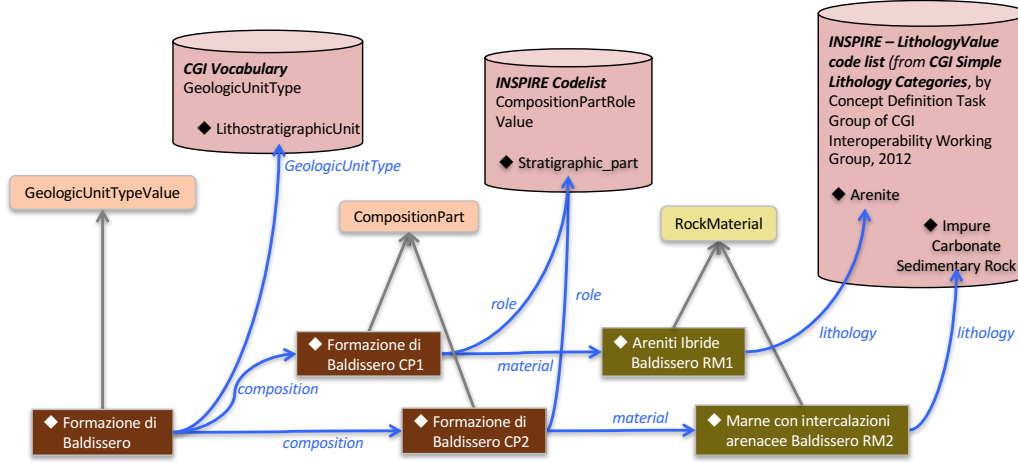 CGI Vocabulary
GeologicUnitType
◆ LithostratigraphicUnit
INSPIRE Codelist
CompositionPartRole
Value
◆ Stratigraphic_part
INSPIRE – LithologyValue
code list (from CGI Simple
Lithology Categories, by
Concept Definition Task
Group of CGI
Interoperability Working
Group, 2012
◆ Arenite
◆ Impure
Carbonate
Sedimentary Rock
GeologicUnitType
GeologicUnitTypeValue
CompositionPart
RockMaterial
role
role
lithology
lithology
◆ Formazione di
Baldissero CP1
◆ Areniti Ibride
Baldissero RM1
material
composition
◆ Formazione di
Baldissero
composition
◆ Formazione di
Baldissero CP2
material
◆ Marne con intercalazioni
arenacee Baldissero RM2